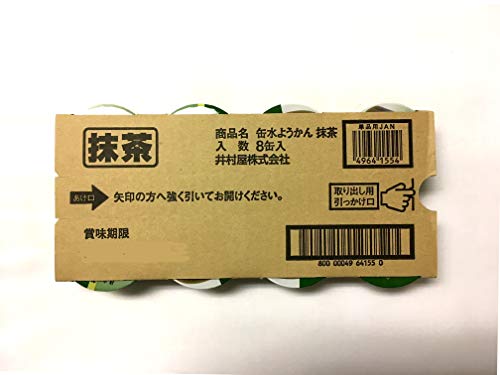 抹茶
商品名 缶水ようかん 抹茶
入 数 8缶入
井村屋株式会社
単品用JAN
49641554
あけ口
矢印の方へ強く引いてお開けください。
取り出し用
引っかけ口
賞味期限
800 00049 64155 0